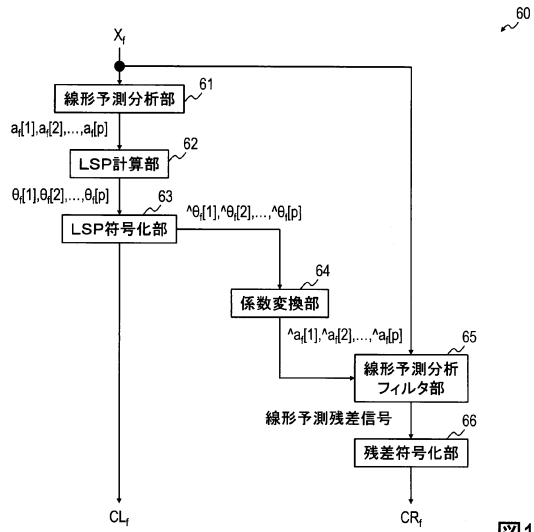 60
X_f
61
線形予測分析部
a_f[1],a_f[2],...,a_f[p]
62
LSP計算部
θ_f[1],θ_f[2],...,θ_f[p]
63
LSP符号化部
^θ_f[1],^θ_f[2],...,^θ_f[p]
64
係数変換部
^a_f[1],^a_f[2],...,^a_f[p]
65
線形予測分析
フィルタ部
線形予測残差信号
66
残差符号化部
CL_f
CR_f
図1